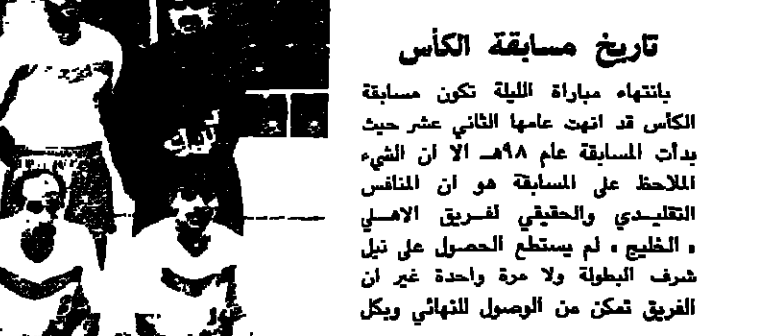 تاريخ مسابقة الكأس
بانتهاء مباراة الليلة تكون مسابقة
الكأس قد انهت عامها الثاني عشر حيث
بدأت المسابقة عام ٩٨هـ الا ان الشيء
الملاحظ على المسابقة هو ان المنافس
التقليدي والحقيقي لفريق الاهلي
« الخليج » لم يستطع الحصول على نيل
شرف البطولة ولا مرة واحدة غير ان
الفريق تمكن من الوصول للنهائي وبكل